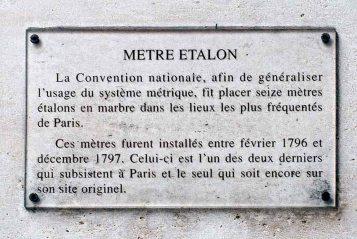 METRE ETALON
La Convention nationale, afin de généraliser
l'usage du système métrique, fit placer seize mètres
étalons en marbre dans les lieux les plus fréquentés
de Paris.
Ces mètres furent installés entre février 1796 et
décembre 1797. Celui-ci est l'un des deux derniers
qui subsistent à Paris et le seul qui soit encore sur
son site originel.